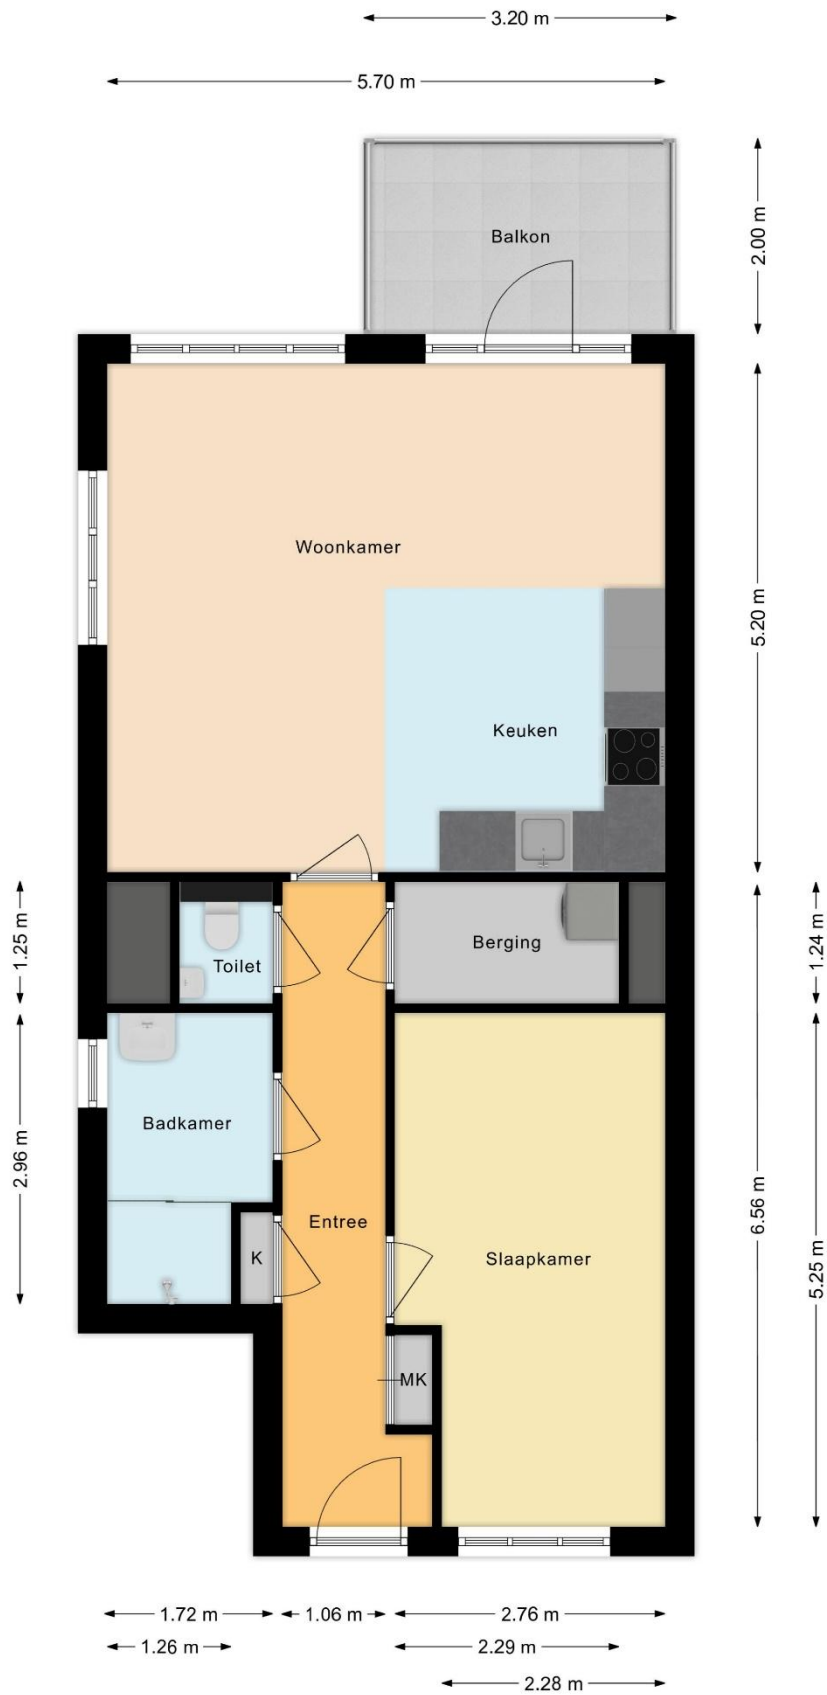 3.20 m
5.70 m
Balkon
2.00 m
Woonkamer
5.20 m
Keuken
1.25 m
Toilet
Berging
1.24 m
Badkamer
2.96 m
Entree
6.56 m
K
Slaapkamer
5.25 m
MK
1.72 m
1.06 m
2.76 m
1.26 m
2.29 m
2.28 m